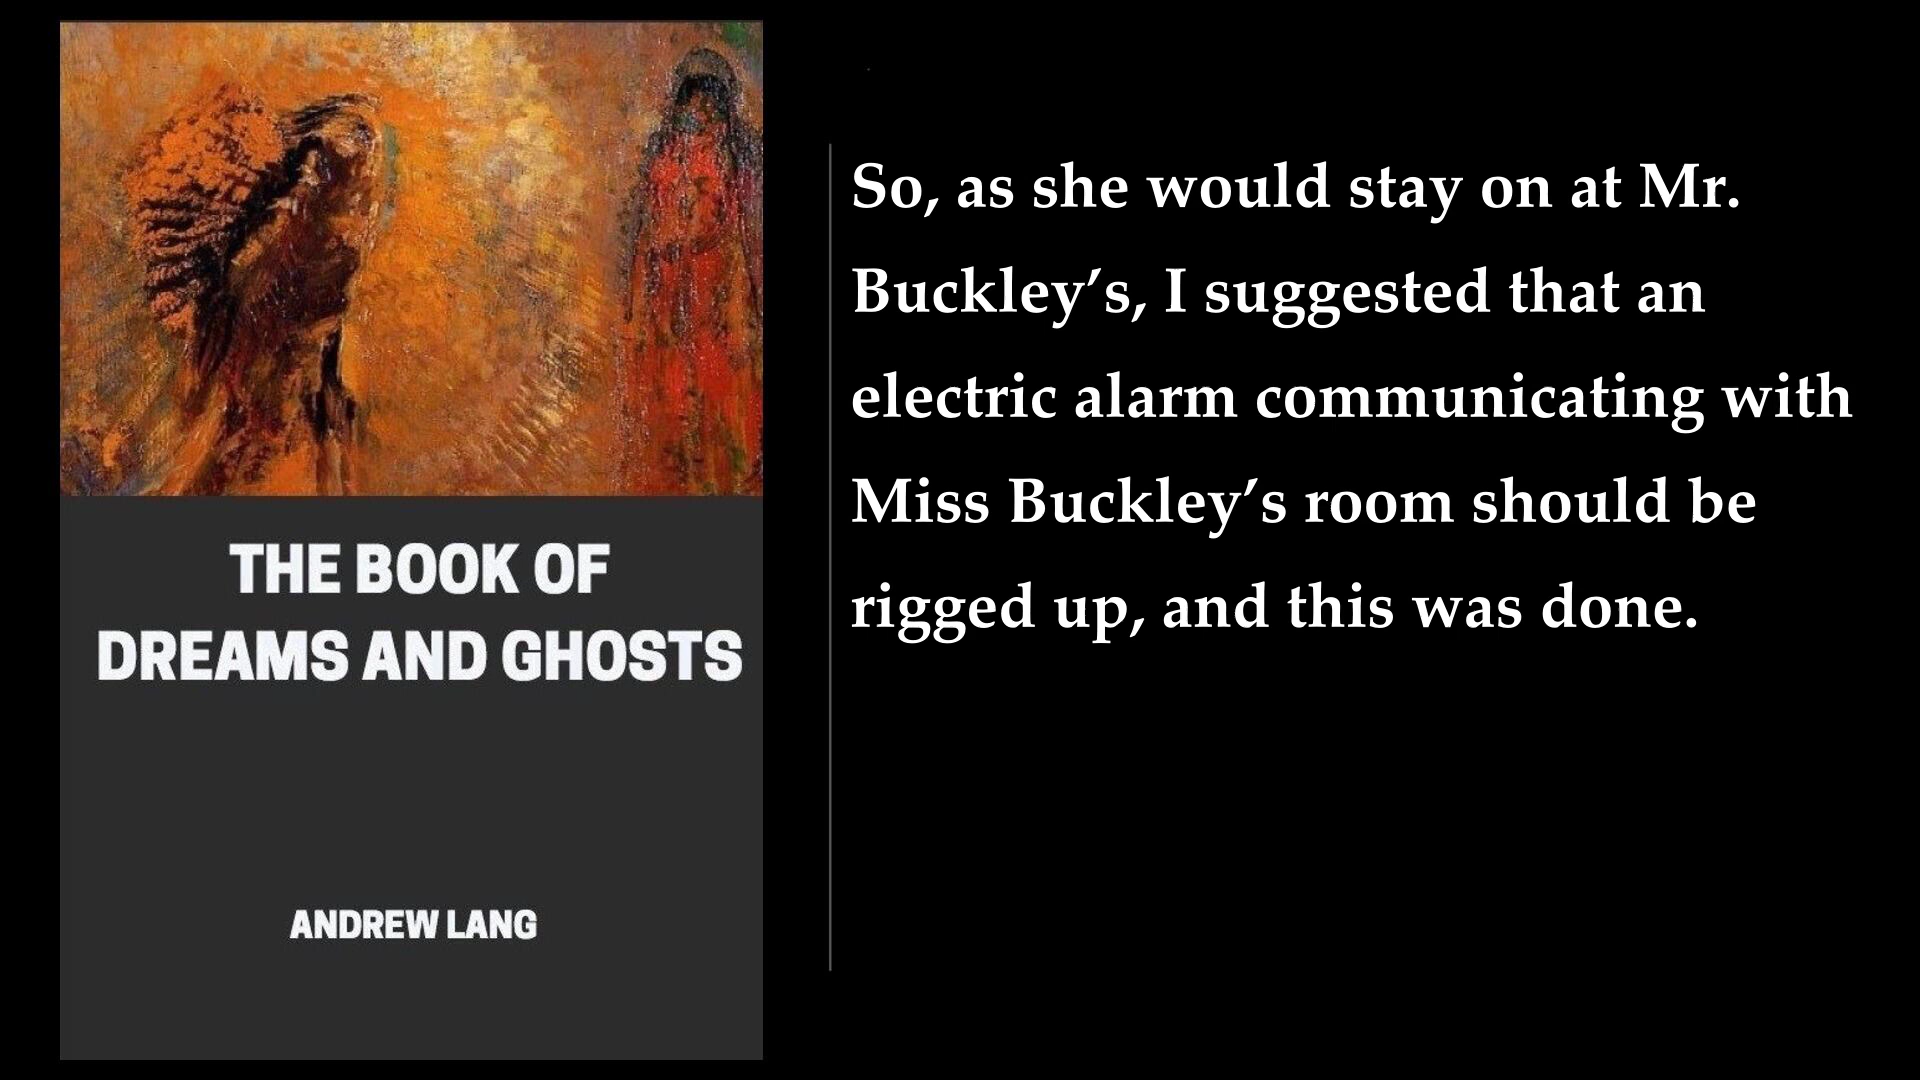 THE BOOK OF
DREAMS AND GHOSTS
ANDREW LANG
So, as she would stay on at Mr.
Buckley’s, I suggested that an
electric alarm communicating with
Miss Buckley’s room should be
rigged up, and this was done.